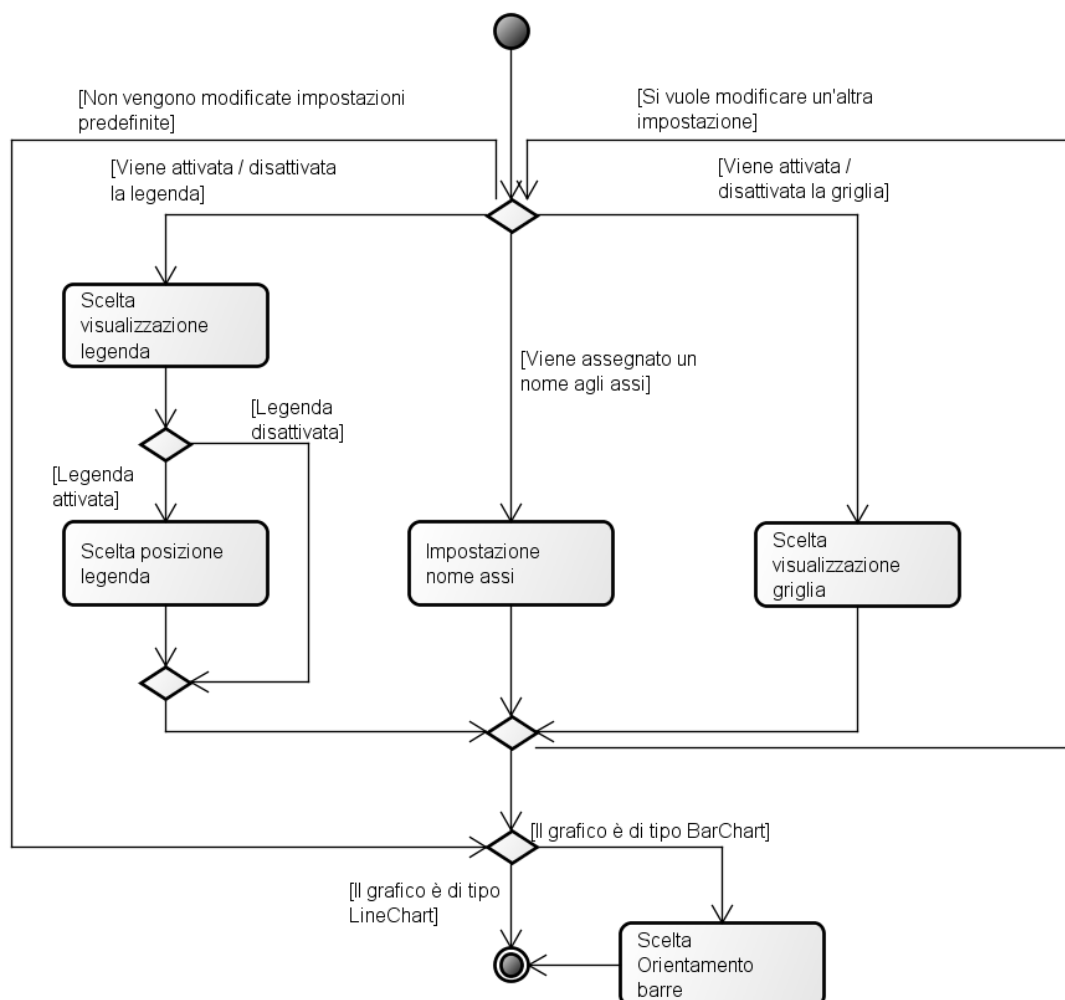 [Non vengono modificate impostazioni
predefinite]
[Si vuole modificare un'altra
impostazione]
[Viene attivata / disattivata
la legenda]
[Viene attivata /
disattivata la griglia]
Scelta
visualizzazione
legenda
[Viene assegnato un
nome agli assi]
[Legenda
disattivata]
[Legenda
attivata]
Scelta posizione
legenda
Impostazione
nome assi
Scelta
visualizzazione
griglia
[Il grafico è di tipo BarChart]
[Il grafico è di tipo
LineChart]
Scelta
Orientamento
barre